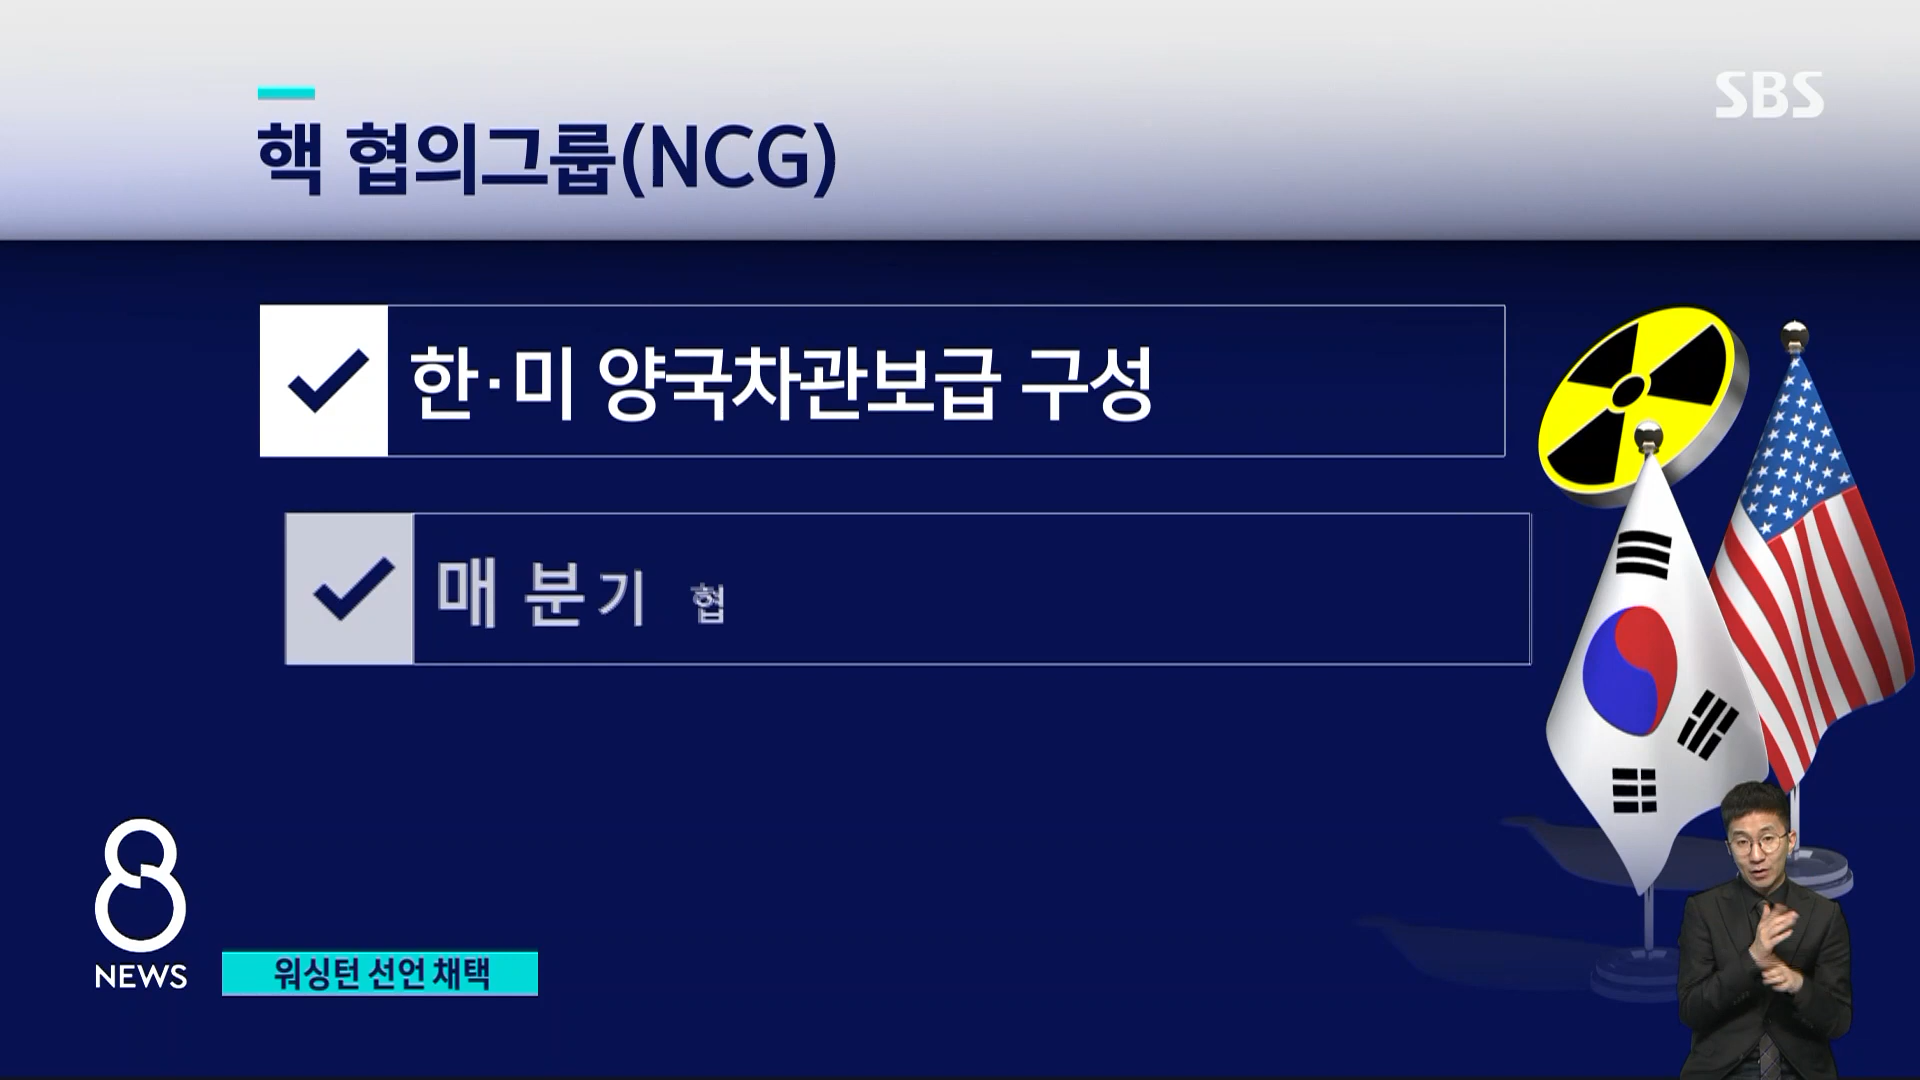 SBS
핵 협의그룹(NCG)
한·미 양국차관보급 구성
매 분기 협
8
NEWS
워싱턴 선언 채택